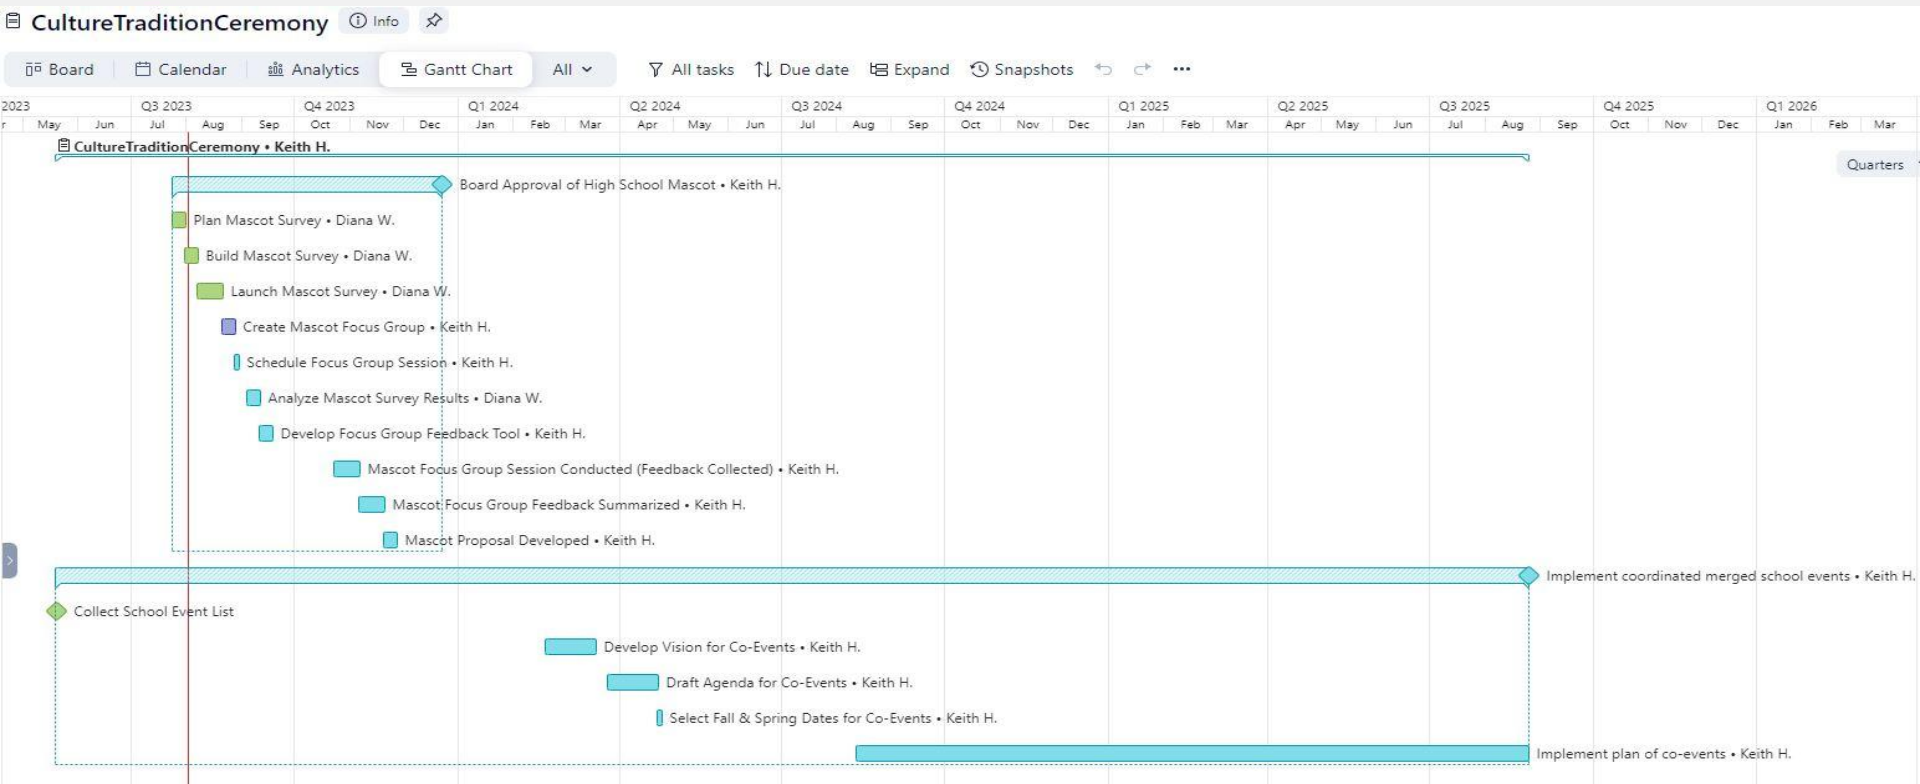 CultureTraditionCeremony Info
Board Calendar Analytics Gantt Chart All All tasks Due date Expand Snapshots
2023 Q3 2023 Q4 2023 Q1 2024 Q2 2024 Q3 2024 Q4 2024 Q1 2025 Q2 2025 Q3 2025 Q4 2025 Q1 2026
r May Jun Jul Aug Sep Oct Nov Dec Jan Feb Mar Apr May Jun Jul Aug Sep Oct Nov Dec Jan Feb Mar Apr May Jun Jul Aug Sep Oct Nov Dec Jan Feb Mar
CultureTraditionCeremony • Keith H.
Quarters
Board Approval of High School Mascot • Keith H.
Plan Mascot Survey • Diana W.
Build Mascot Survey • Diana W.
Launch Mascot Survey • Diana W.
Create Mascot Focus Group • Keith H.
Schedule Focus Group Session • Keith H.
Analyze Mascot Survey Results • Diana W.
Develop Focus Group Feedback Tool • Keith H.
Mascot Focus Group Session Conducted (Feedback Collected) • Keith H.
Mascot Focus Group Feedback Summarized • Keith H.
Mascot Proposal Developed • Keith H.
Implement coordinated merged school events • Keith H.
Collect School Event List
Develop Vision for Co-Events • Keith H.
Draft Agenda for Co-Events • Keith H.
Select Fall & Spring Dates for Co-Events • Keith H.
Implement plan of co-events • Keith H.